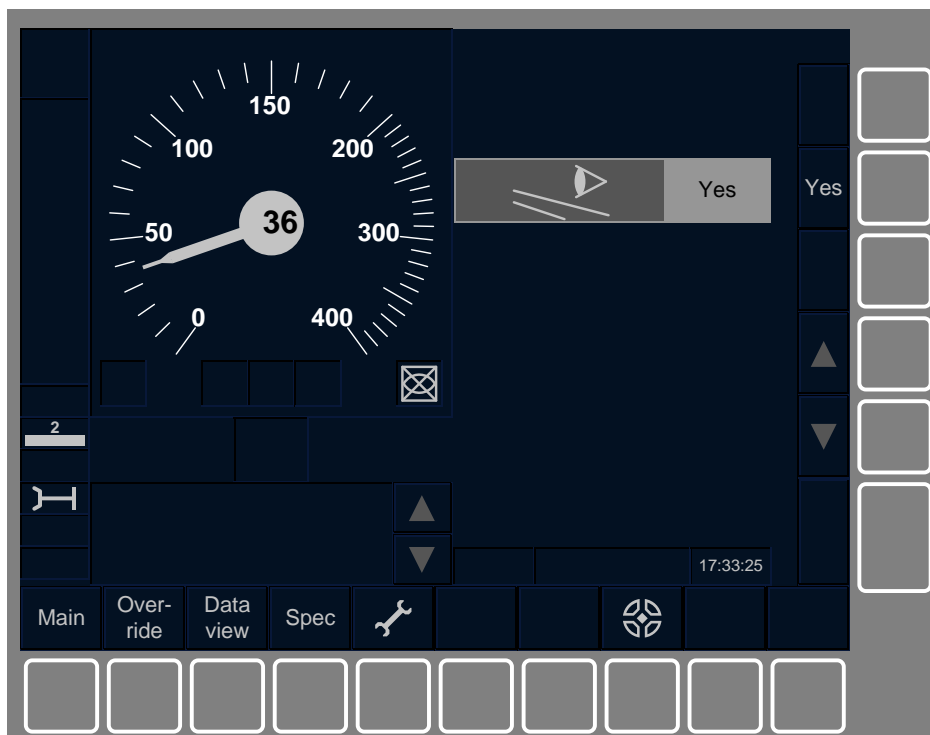 150
100
200
36
50
300
0
400
Yes
Yes
2
17:33:25
Main
Over-
ride
Data
view
Spec